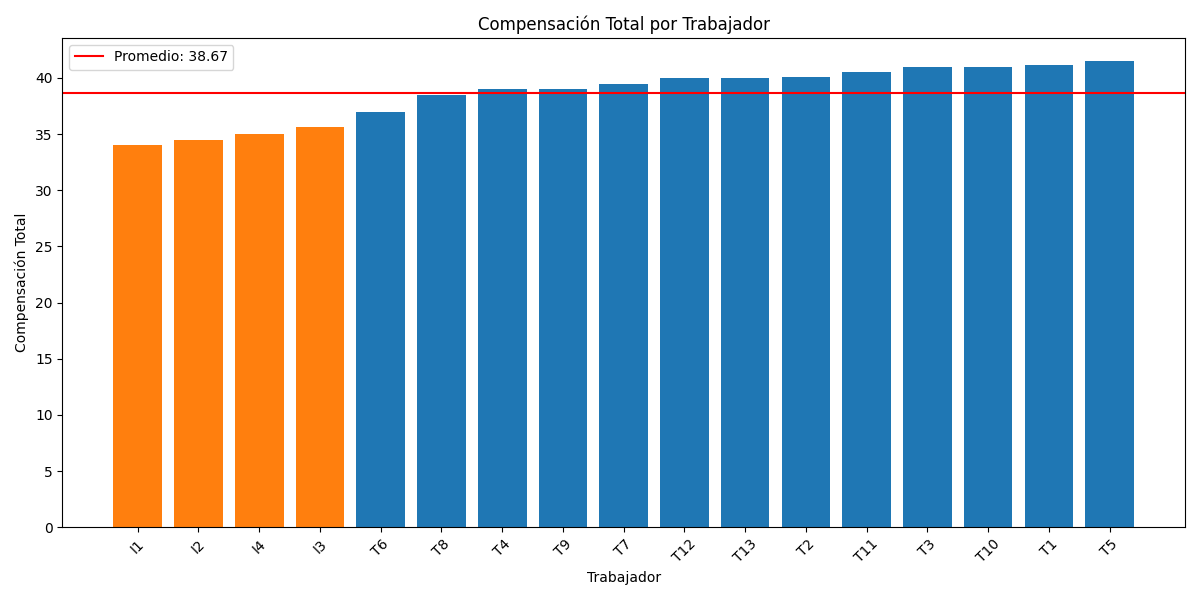 Compensación Total por Trabajador
Promedio: 38.67
Compensación Total
40
35
30
25
20
15
10
5
0
I1 I2 I4 I3 T6 T8 T4 T9 T7 T12 T13 T2 T11 T3 T10 T1 T5
Trabajador